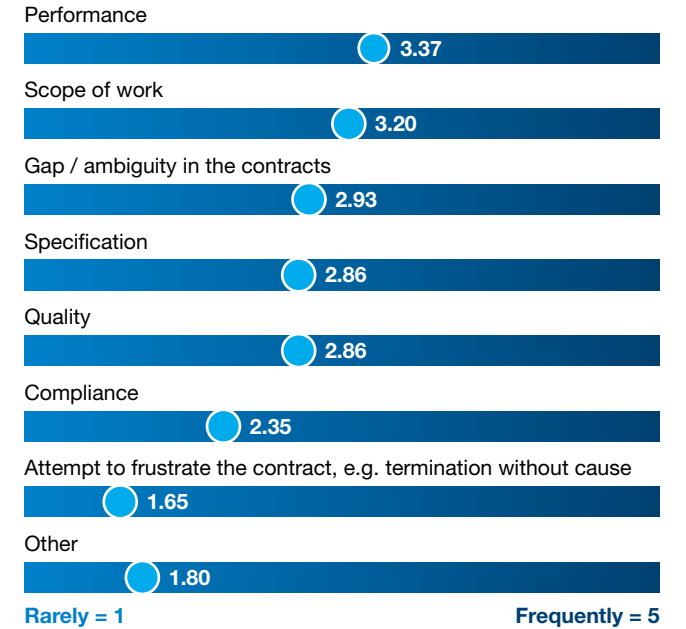 Performance
3.37
Scope of work
3.20
Gap / ambiguity in the contracts
2.93
Specification
2.86
Quality
2.86
Compliance
2.35
Attempt to frustrate the contract, e.g. termination without cause
1.65
Other
1.80
Rarely = 1 Frequently = 5